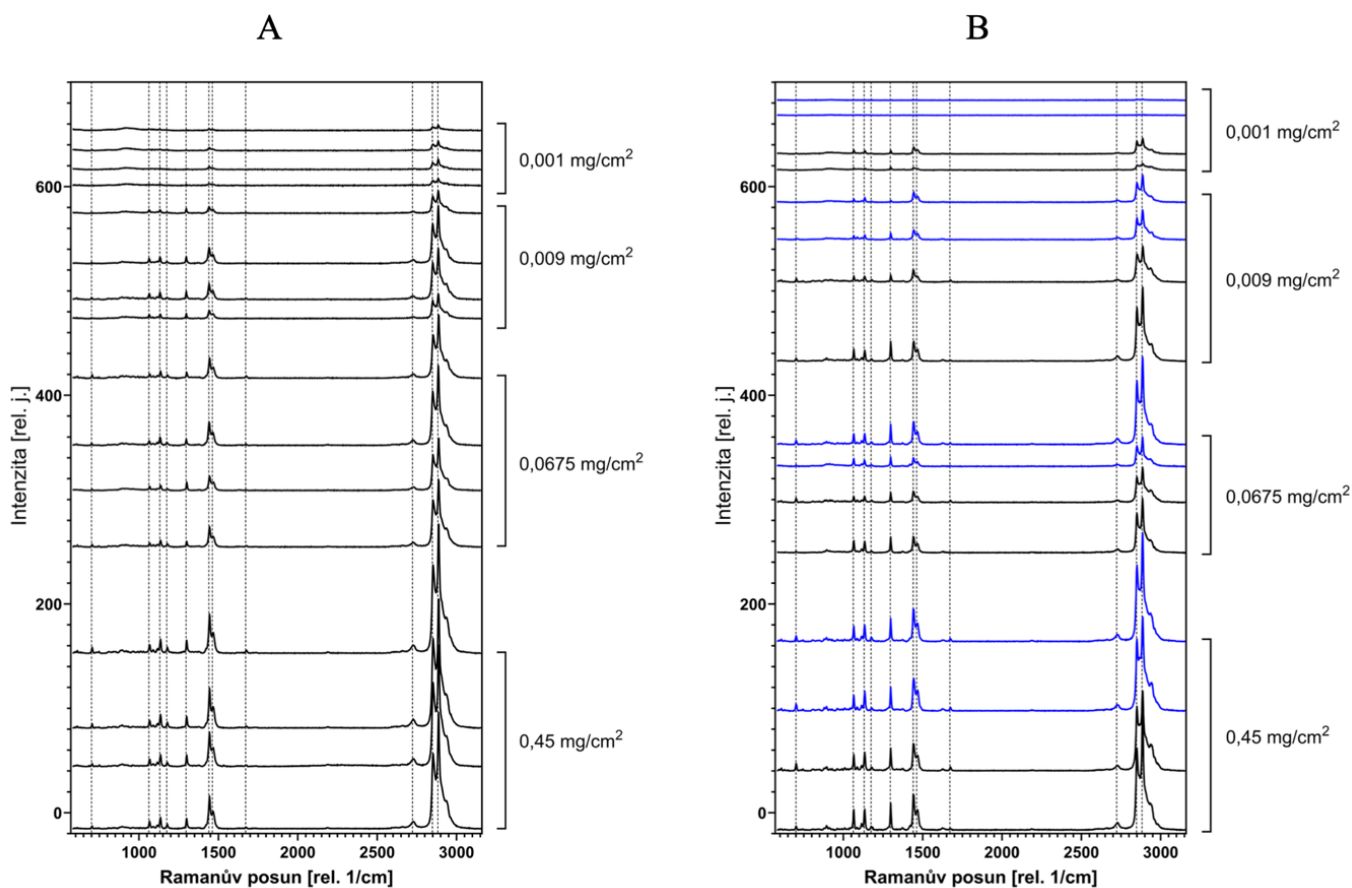 A
B
600
400
200
0
1000
1500
2000
2500
3000
Intenzita [rel. j.]
Ramanův posun [rel. 1/cm]
0,001 mg/cm²
0,009 mg/cm²
0,0675 mg/cm²
0,45 mg/cm²
600
400
200
0
1000
1500
2000
2500
3000
Intenzita [rel. j.]
Ramanův posun [rel. 1/cm]
0,001 mg/cm²
0,009 mg/cm²
0,0675 mg/cm²
0,45 mg/cm²